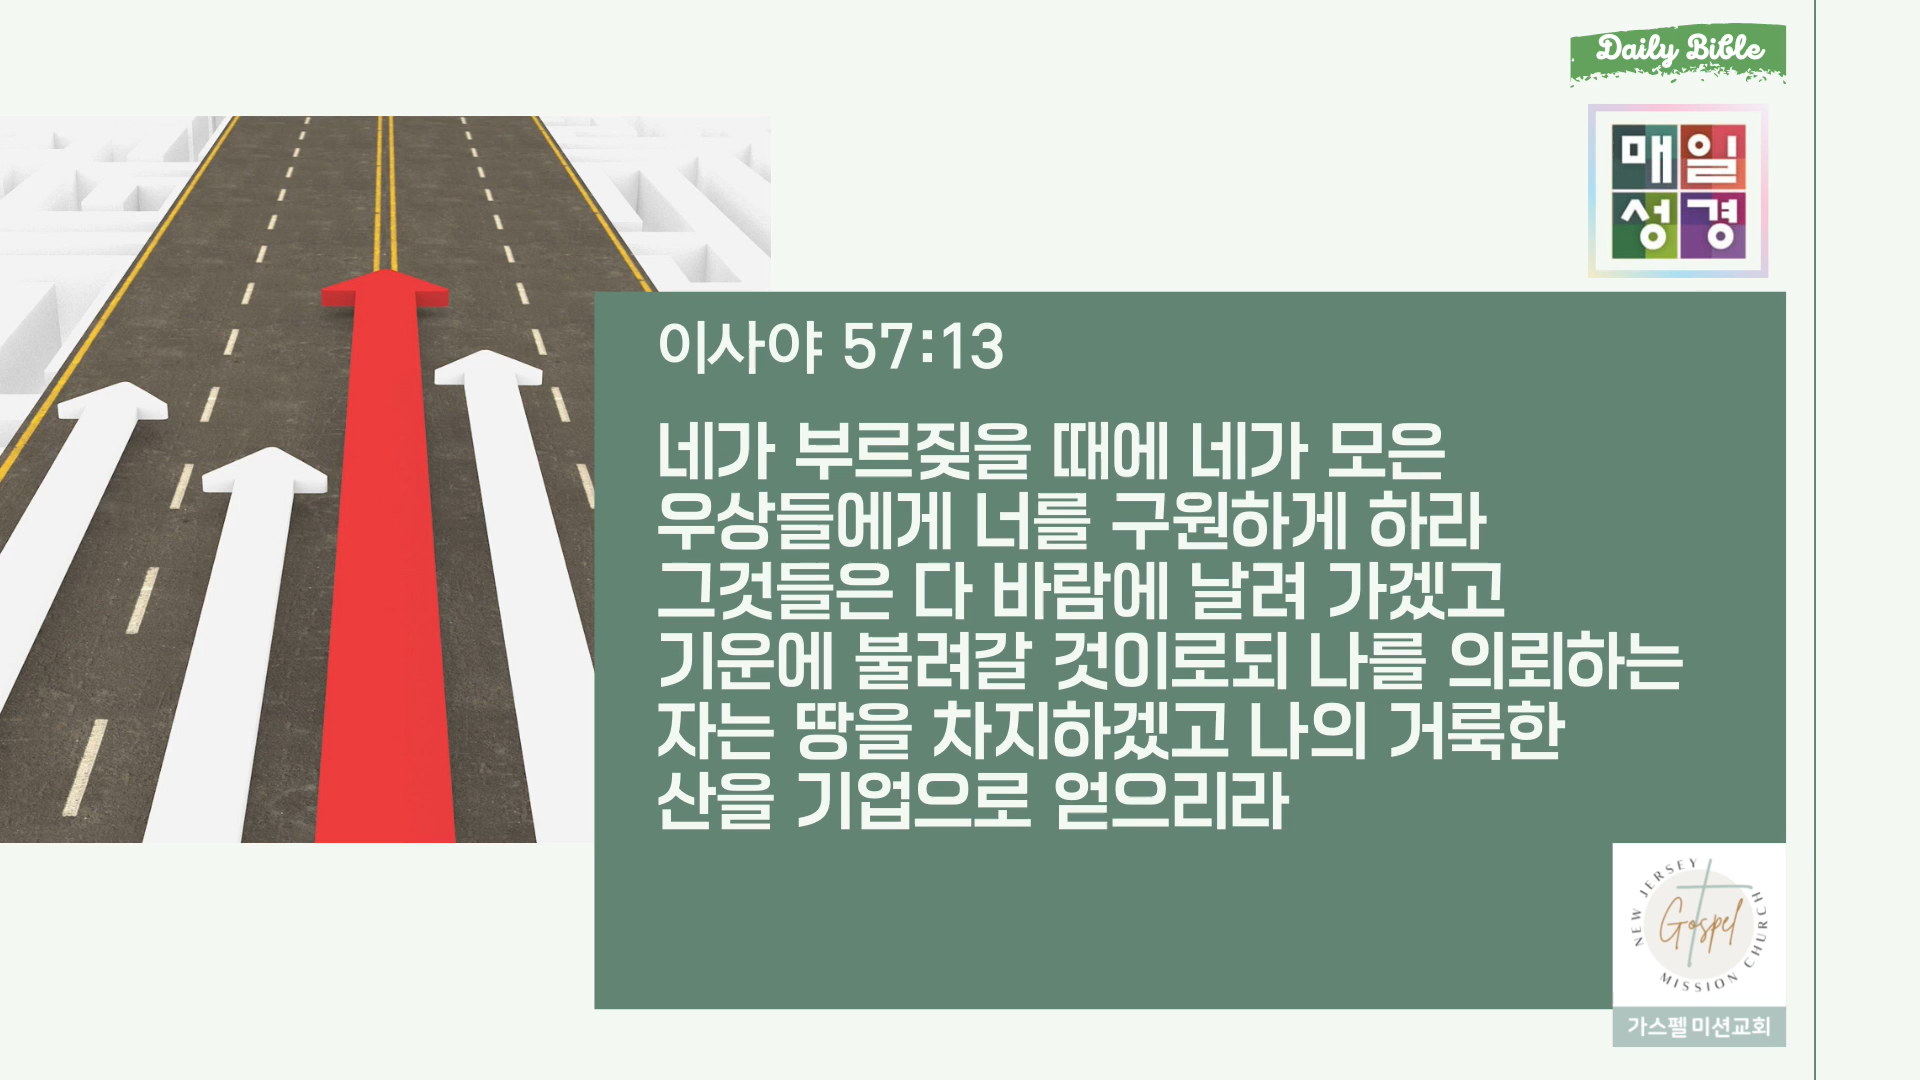 Daily Bible
매일
성경
이사야 57:13
네가 부르짖을 때에 네가 모은
우상들에게 너를 구원하게 하라
그것들은 다 바람에 날려 가겠고
기운에 불려갈 것이로되 나를 의뢰하는
자는 땅을 차지하겠고 나의 거룩한
산을 기업으로 얻으리라
NEW JERSEY
Gospel
MISSION CHURCH
가스펠 미션교회